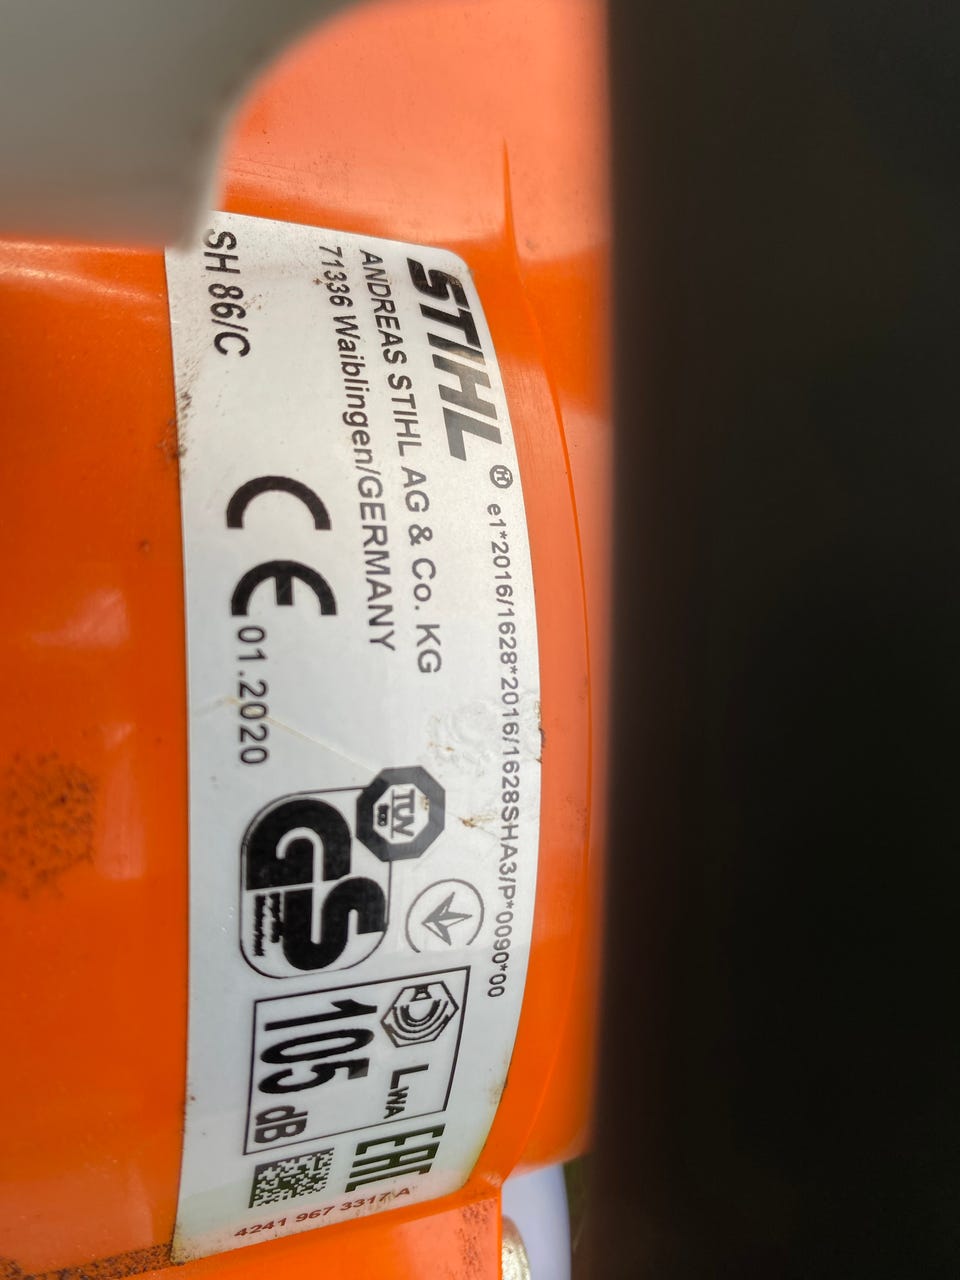 STIHL®
e1*2016/1628*2016/1628SHA3/P*0090*00
ANDREAS STIHL AG & Co. KG
71336 Waiblingen/GERMANY
SH 86/C
CE
01.2020
TÜV
GS
LWA
105 dB
EAC
4241 967 3317 A